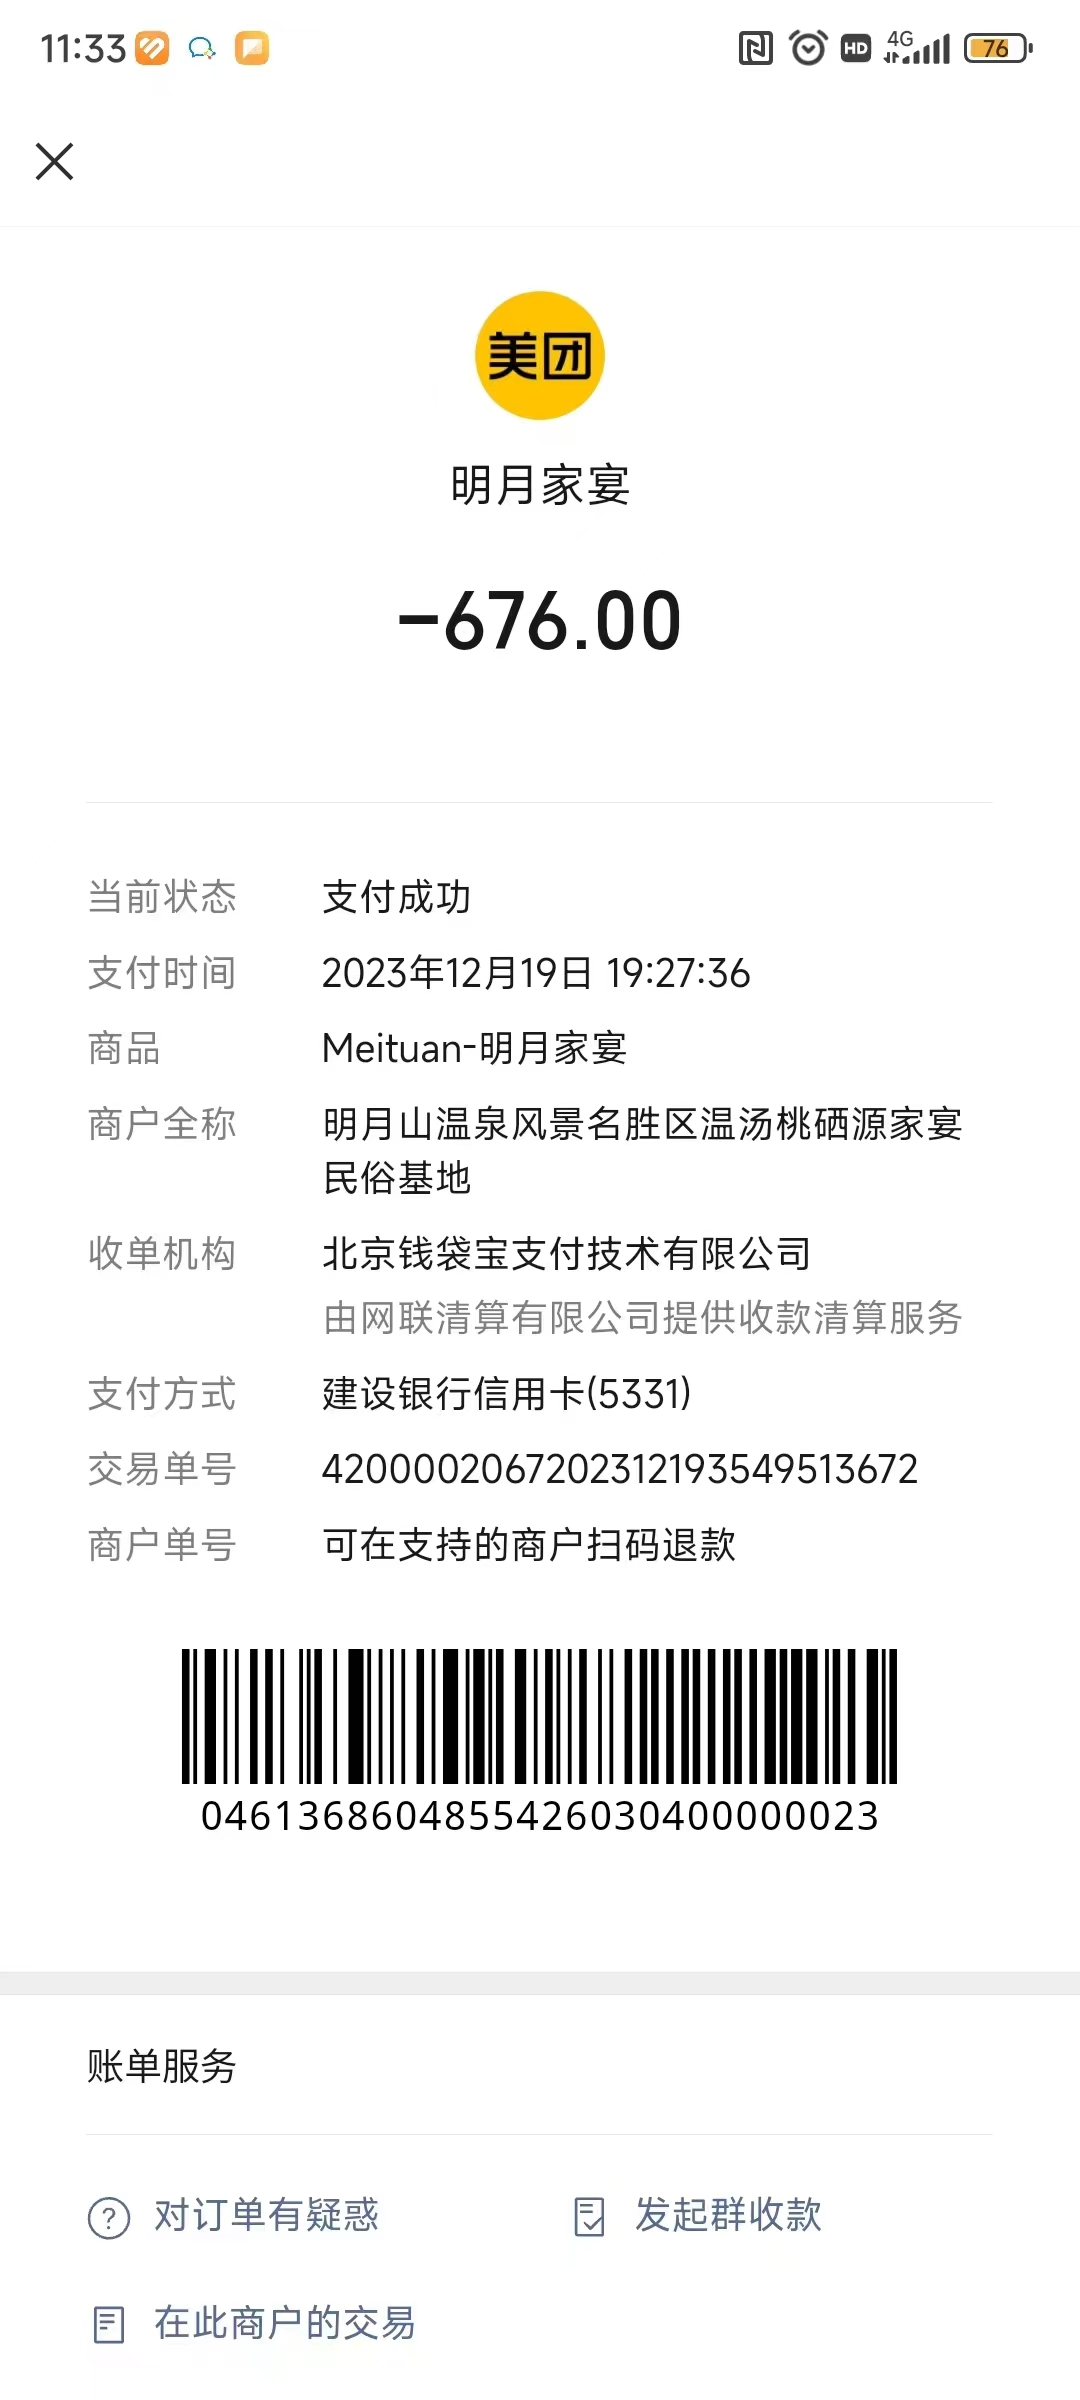 11:33
HD 4G 76
美团
明月家宴
-676.00
当前状态 支付成功
支付时间 2023年12月19日 19:27:36
商品 Meituan-明月家宴
商户全称 明月山温泉风景名胜区温汤桃硒源家宴
民俗基地
收单机构 北京钱袋宝支付技术有限公司
由网联清算有限公司提供收款清算服务
支付方式 建设银行信用卡(5331)
交易单号 4200002067202312193549513672
商户单号 可在支持的商户扫码退款
0461368604855426030400000023
账单服务
对订单有疑惑 发起群收款
在此商户的交易